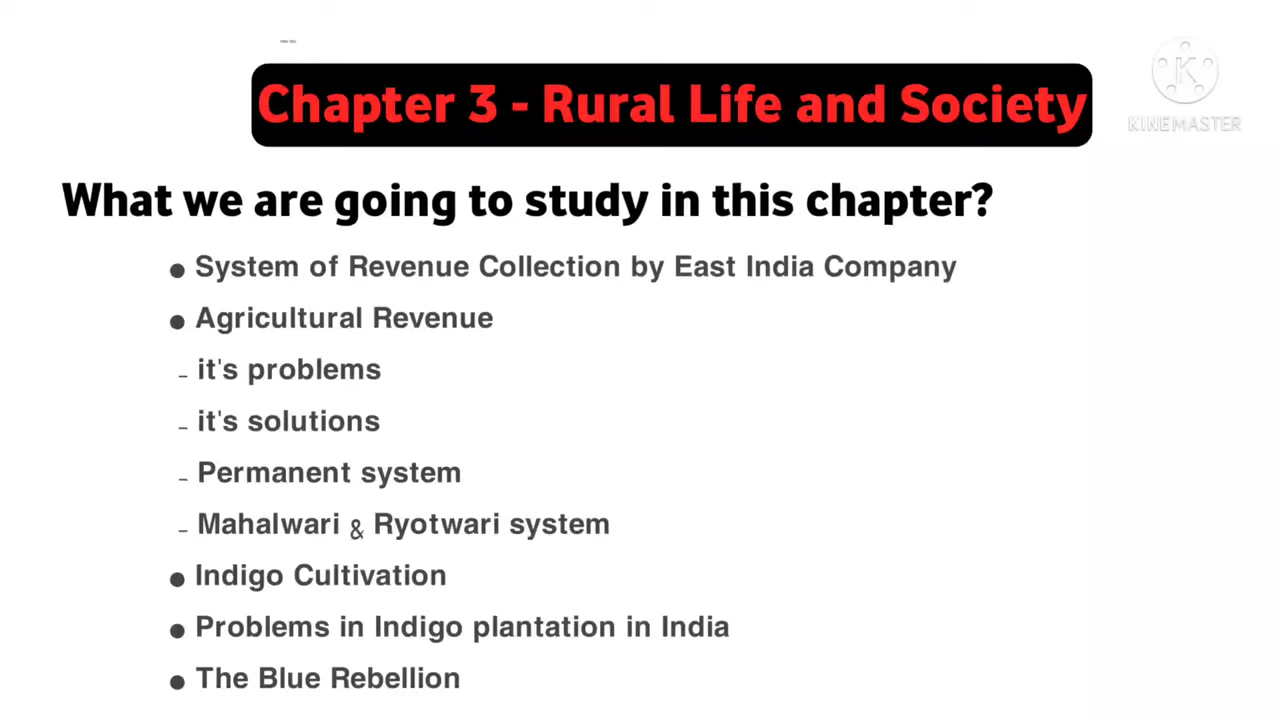 Chapter 3 - Rural Life and Society
KINEMASTER
What we are going to study in this chapter?
● System of Revenue Collection by East India Company
● Agricultural Revenue
- it's problems
- it's solutions
- Permanent system
- Mahalwari & Ryotwari system
● Indigo Cultivation
● Problems in Indigo plantation in India
● The Blue Rebellion